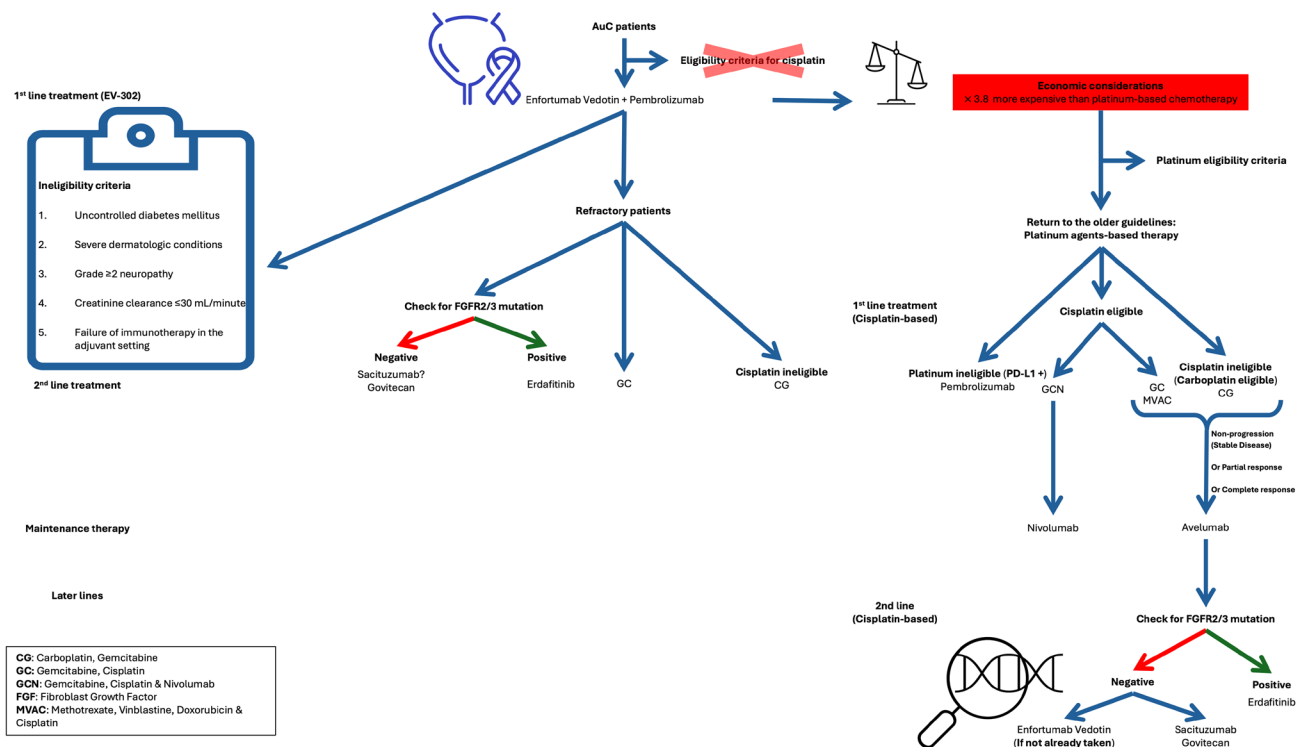 AuC patients
Eligibility criteria for cisplatin
Enfortumab Vedotin + Pembrolizumab
Economic considerations
× 3.8 more expensive than platinum-based chemotherapy
1st line treatment (EV-302)
Ineligibility criteria
1. Uncontrolled diabetes mellitus
2. Severe dermatologic conditions
3. Grade ≥2 neuropathy
4. Creatinine clearance ≤30 mL/minute
5. Failure of immunotherapy in the
adjuvant setting
2nd line treatment
Refractory patients
Check for FGFR2/3 mutation
Negative
Sacituzumab?
Govitecan
Positive
Erdafitinib
GC
Cisplatin ineligible
CG
Platinum eligibility criteria
Return to the older guidelines:
Platinum agents-based therapy
1st line treatment
(Cisplatin-based)
Cisplatin eligible
Platinum ineligible (PD-L1 +)
Pembrolizumab
GCN
GC
MVAC
Cisplatin ineligible
(Carboplatin eligible)
CG
Non-progression
(Stable Disease)
Or Partial response
Or Complete response
Maintenance therapy
Nivolumab
Avelumab
Later lines
2nd line
(Cisplatin-based)
Check for FGFR2/3 mutation
Negative
Positive
Erdafitinib
Enfortumab Vedotin
(If not already taken)
Sacituzumab
Govitecan
CG: Carboplatin, Gemcitabine
GC: Gemcitabine, Cisplatin
GCN: Gemcitabine, Cisplatin & Nivolumab
FGF: Fibroblast Growth Factor
MVAC: Methotrexate, Vinblastine, Doxorubicin &
Cisplatin